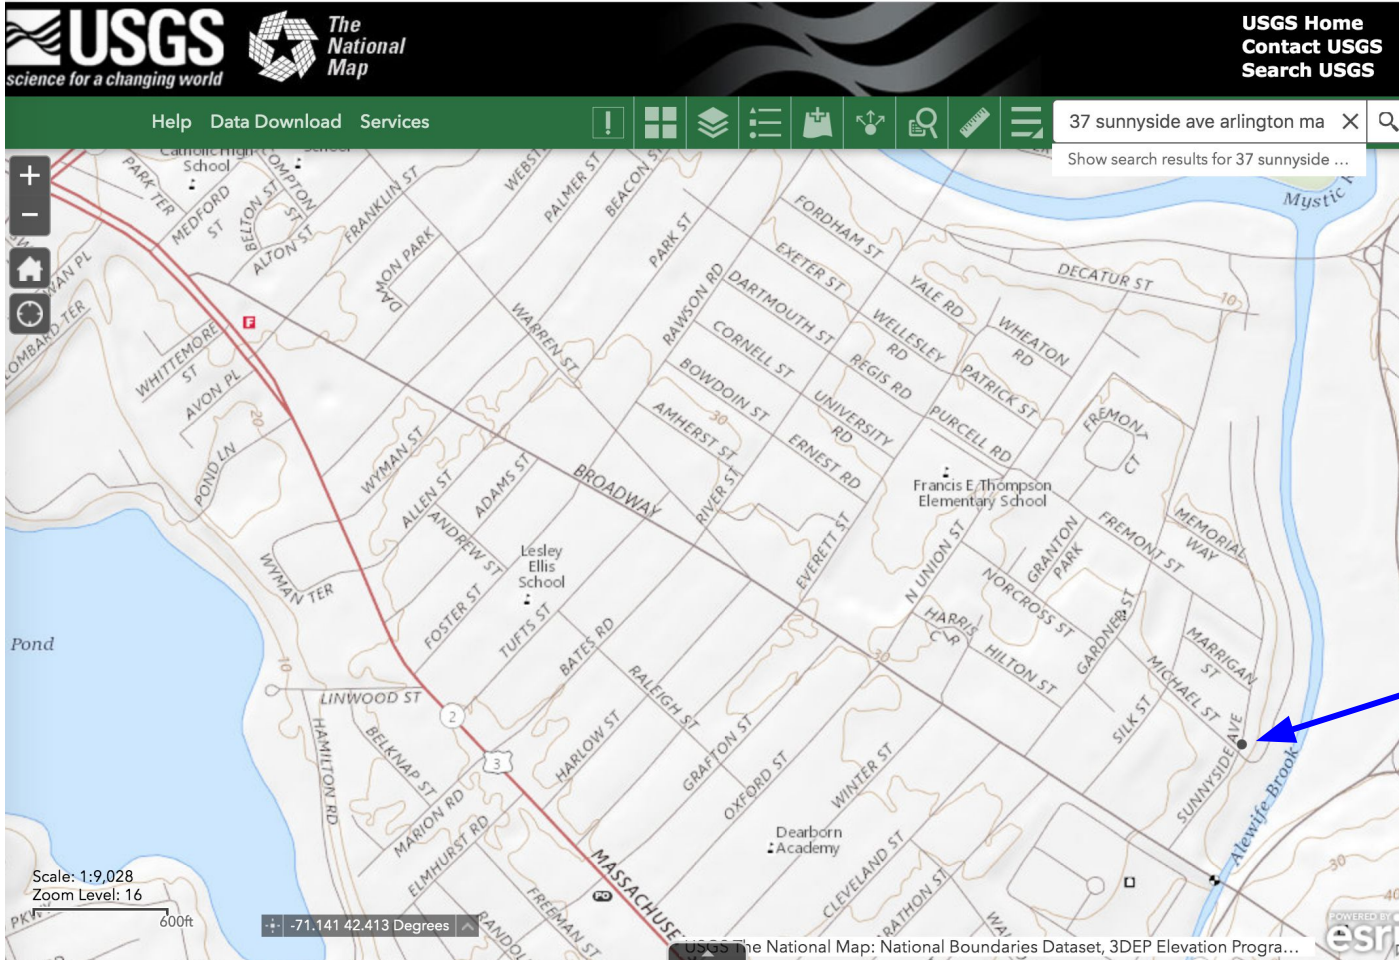 USGS
science for a changing world
The
National
Map
USGS Home
Contact USGS
Search USGS
Help Data Download Services
37 sunnyside ave arlington ma
Show search results for 37 sunnyside ...
+
−
School
PARK TER
MEDFORD
ST
BELTON ST
COMPTON
ST
ALTON ST
FRANKLIN ST
DAMON PARK
PALMER ST
BEACON ST
PARK ST
RAWSON RD
WARREN ST
FORDHAM ST
EXETER ST
DARTMOUTH ST
CORNELL ST
BOWDOIN ST
AMHERST ST
30
YALE RD
WELLESLEY
RD
REGIS RD
UNIVERSITY
RD
ERNEST RD
WHEATON
RD
PATRICK ST
PURCELL RD
DECATUR ST
10
Mystic
LOMBARD TER
WHITTEMORE
ST
AVON PL
20
POND LN
F
WYMAN ST
ALLEN ST
ADAMS ST
ANDREW ST
BROADWAY
RIVER ST
EVERETT ST
Francis E Thompson
Elementary School
FREMONT
CT
N UNION ST
GRANTON
PARK
FREMONT ST
MEMORIAL
WAY
Lesley
Ellis
School
WYMAN TER
FOSTER ST
TUFTS ST
BATES RD
RALEIGH ST
NORCROSS ST
HARRIS
HILTON ST
30
GARDNER ST
MARRIGAN
ST
MICHAEL ST
SILK ST
SUNNYSIDE AVE
Alewife Brook
Pond
10
LINWOOD ST
2
3
HAMILTON RD
BELKNAP ST
HARLOW ST
GRAFTON ST
OXFORD ST
WINTER ST
MARION RD
ELMHURST RD
MASSACHUSE
Dearborn
Academy
CLEVELAND ST
FREEMAN ST
PO
30
Scale: 1:9,028
Zoom Level: 16
600ft
-71.141 42.413 Degrees
USGS The National Map: National Boundaries Dataset, 3DEP Elevation Progra...
POWERED BY
esri